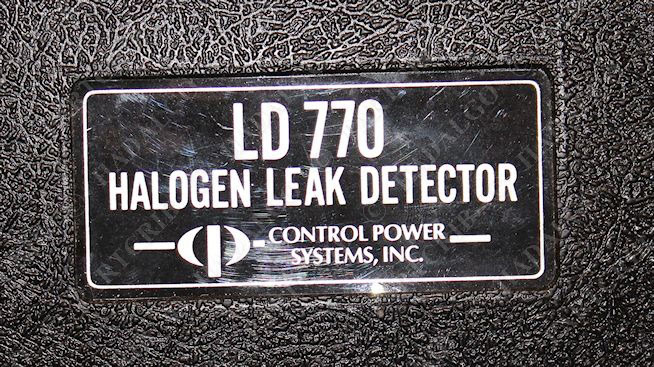 LD 770
HALOGEN LEAK DETECTOR
CONTROL POWER
SYSTEMS, INC.